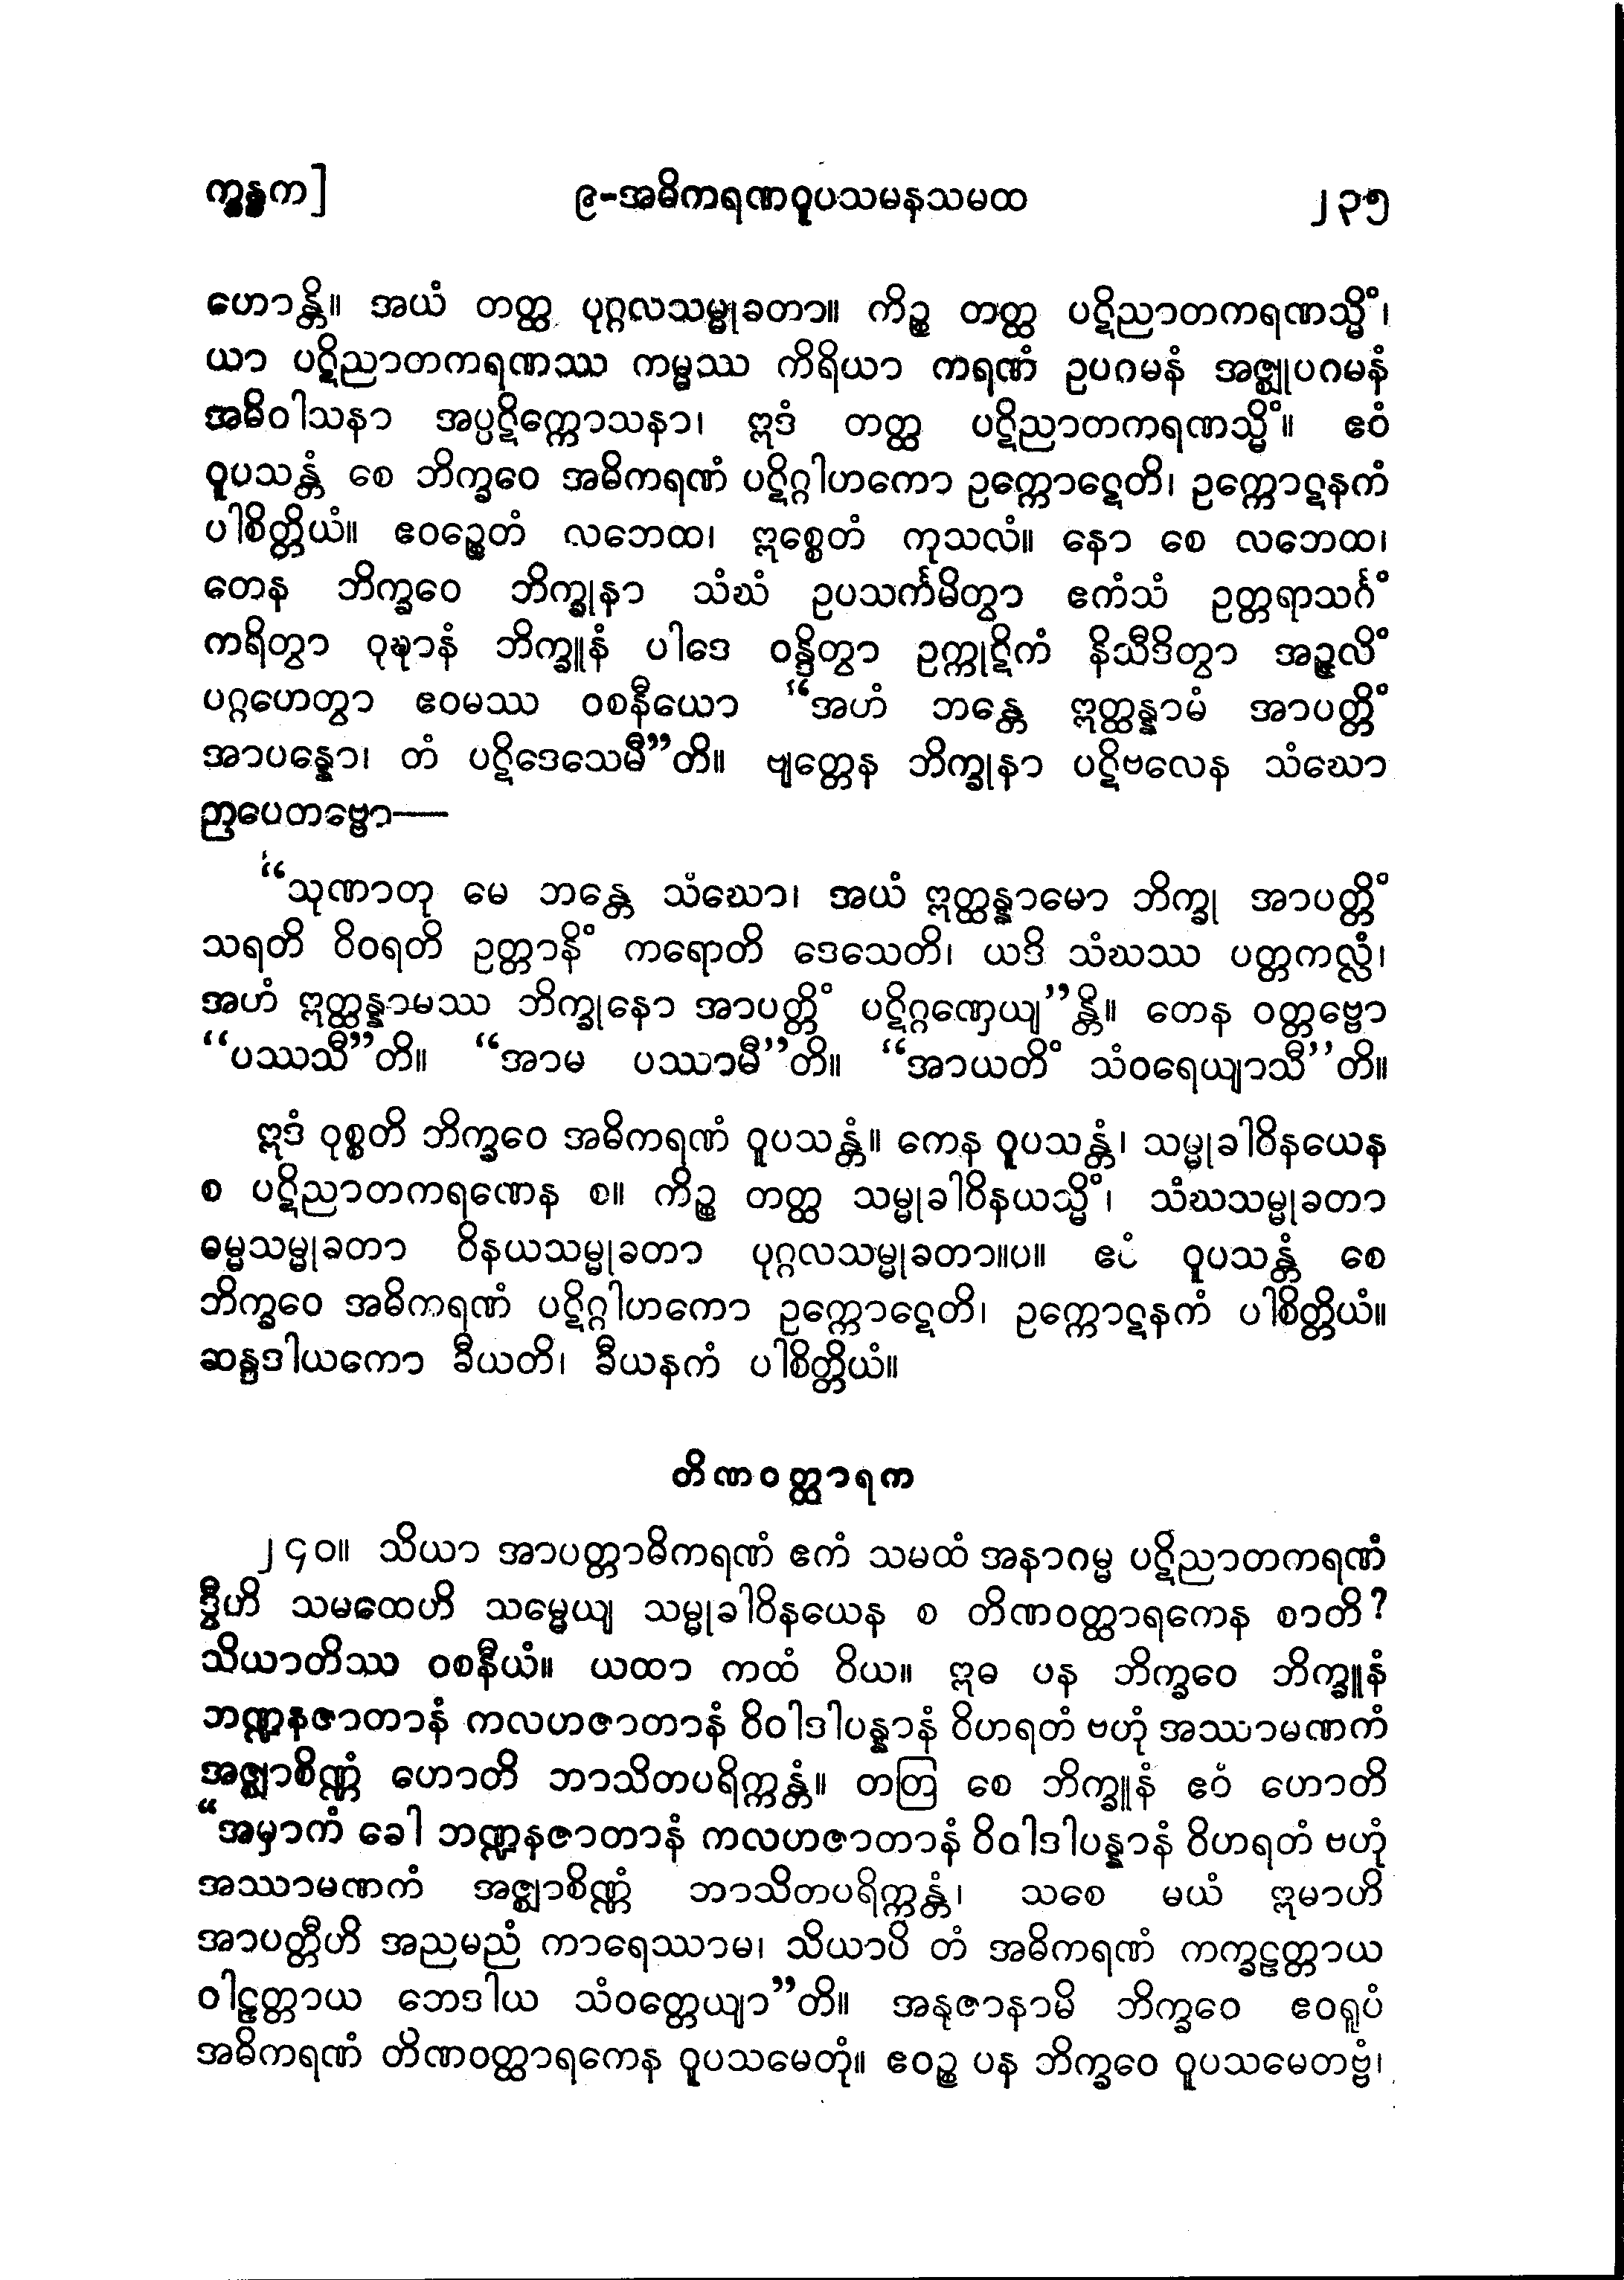 က္ခန္ဓက]
၉-အဓိကရဏဝူပသမနသမထ
၂၃၅
ဟောန္တိ။ အယံ တတ္ထ ပုဂ္ဂလသမ္မုခတာ။ ကိဉ္စ တတ္ထ ပဋိညာတကရဏသ္မိံ၊
ယာ ပဋိညာတကရဏဿ ကမ္မဿ ကိရိယာ ကရဏံ ဥပဂမနံ အဇ္ဈုပဂမနံ
အဓိဝါသနာ အပ္ပဋိက္ကောသနာ၊ ဣဒံ တတ္ထ ပဋိညာတကရဏသ္မိံ။ ဧဝံ
ဝူပသန္တံ စေ ဘိက္ခဝေ အဓိကရဏံ ပဋိဂ္ဂါဟကော ဥက္ကောဋေတိ၊ ဥက္ကောဋနကံ
ပါစိတ္တိယံ။ ဧဝဉ္စေတံ လဘေထ၊ ဣစ္စေတံ ကုသလံ။ နော စေ လဘေထ၊
တေန ဘိက္ခဝေ ဘိက္ခုနာ သံဃံ ဥပသင်္ကမိတွာ ဧကံသံ ဥတ္တရာသင်္ဂံ
ကရိတွာ ဝုဍ္ဎာနံ ဘိက္ခူနံ ပါဒေ ဝန္ဒိတွာ ဥက္ကုဋိကံ နိသီဒိတွာ အဉ္ဇလိံ
ပဂ္ဂဟေတွာ ဧဝမဿ ဝစနီယော “အဟံ ဘန္တေ ဣတ္ထန္နာမံ အာပတ္တိံ
အာပန္နော၊ တံ ပဋိဒေသေမီ”တိ။ ဗျတ္တေန ဘိက္ခုနာ ပဋိဗလေန သံဃော
ဉာပေတဗ္ဗော—
“သုဏာတု မေ ဘန္တေ သံဃော၊ အယံ ဣတ္ထန္နာမော ဘိက္ခု အာပတ္တိံ
သရတိ ဝိဝရတိ ဥတ္တာနိံ ကရောတိ ဒေသေတိ၊ ယဒိ သံဃဿ ပတ္တကလ္လံ၊
အဟံ ဣတ္ထန္နာမဿ ဘိက္ခုနော အာပတ္တိံ ပဋိဂ္ဂဏှေယျ”န္တိ။ တေန ဝတ္တဗ္ဗော
“ပဿသီ”တိ။ “အာမ ပဿာမီ”တိ။ “အာယတိံ သံဝရေယျာသီ”တိ။
ဣဒံ ဝုစ္စတိ ဘိက္ခဝေ အဓိကရဏံ ဝူပသန္တံ။ ကေန ဝူပသန္တံ၊ သမ္မုခါဝိနယေန
စ ပဋိညာတကရဏေန စ။ ကိဉ္စ တတ္ထ သမ္မုခါဝိနယသ္မိံ၊ သံဃသမ္မုခတာ
ဓမ္မသမ္မုခတာ ဝိနယသမ္မုခတာ ပုဂ္ဂလသမ္မုခတာ။ပ။ ဧဝံ ဝူပသန္တံ စေ
ဘိက္ခဝေ အဓိကရဏံ ပဋိဂ္ဂါဟကော ဥက္ကောဋေတိ၊ ဥက္ကောဋနကံ ပါစိတ္တိယံ။
ဆန္ဒဒါယကော ခီယတိ၊ ခီယနကံ ပါစိတ္တိယံ။
တိဏဝတ္ထာရက
၂၄၀။ သိယာ အာပတ္တာဓိကရဏံ ဧကံ သမထံ အနာဂမ္မ ပဋိညာတကရဏံ
ဒွီဟိ သမထေဟိ သမ္မေယျ သမ္မုခါဝိနယေန စ တိဏဝတ္ထာရကေန စာတိ?
သိယာတိဿ ဝစနီယံ။ ယထာ ကထံ ဝိယ။ ဣဓ ပန ဘိက္ခဝေ ဘိက္ခူနံ
ဘဏ္ဍနဇာတာနံ ကလဟဇာတာနံ ဝိဝါဒါပန္နာနံ ဝိဟရတံ ဗဟုံ အဿာမဏကံ
အဇ္ဈာစိဏ္ဏံ ဟောတိ ဘာသိတပရိက္ကန္တံ။ တတြ စေ ဘိက္ခူနံ ဧဝံ ဟောတိ
“အမှာကံ ခေါ ဘဏ္ဍနဇာတာနံ ကလဟဇာတာနံ ဝိဝါဒါပန္နာနံ ဝိဟရတံ ဗဟုံ
အဿာမဏကံ အဇ္ဈာစိဏ္ဏံ ဘာသိတပရိက္ကန္တံ၊ သစေ မယံ ဣမာဟိ
အာပတ္တီဟိ အညမညံ ကာရေဿာမ၊ သိယာပိ တံ အဓိကရဏံ ကက္ခဠတ္တာယ
ဝါဠတ္တာယ ဘေဒါယ သံဝတ္တေယျာ”တိ။ အနုဇာနာမိ ဘိက္ခဝေ ဧဝရူပံ
အဓိကရဏံ တိဏဝတ္ထာရကေန ဝူပသမေတုံ။ ဧဝဉ္စ ပန ဘိက္ခဝေ ဝူပသမေတဗ္ဗံ၊